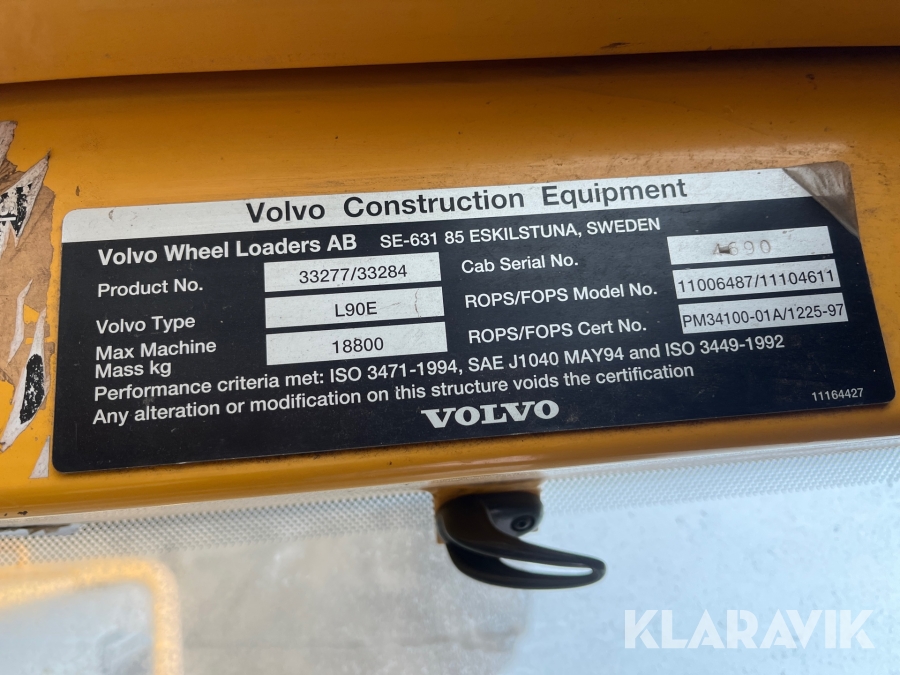 Volvo Construction Equipment
Volvo Wheel Loaders AB SE-631 85 ESKILSTUNA, SWEDEN
Product No. 33277/33284
Volvo Type L90E
Max Machine Mass kg 18800
Cab Serial No. 4690
ROPS/FOPS Model No. 11006487/11104611
ROPS/FOPS Cert No. PM34100-01A/1225-97
Performance criteria met: ISO 3471-1994, SAE J1040 MAY94 and ISO 3449-1992
Any alteration or modification on this structure voids the certification
VOLVO
11164427
KLARAVIK